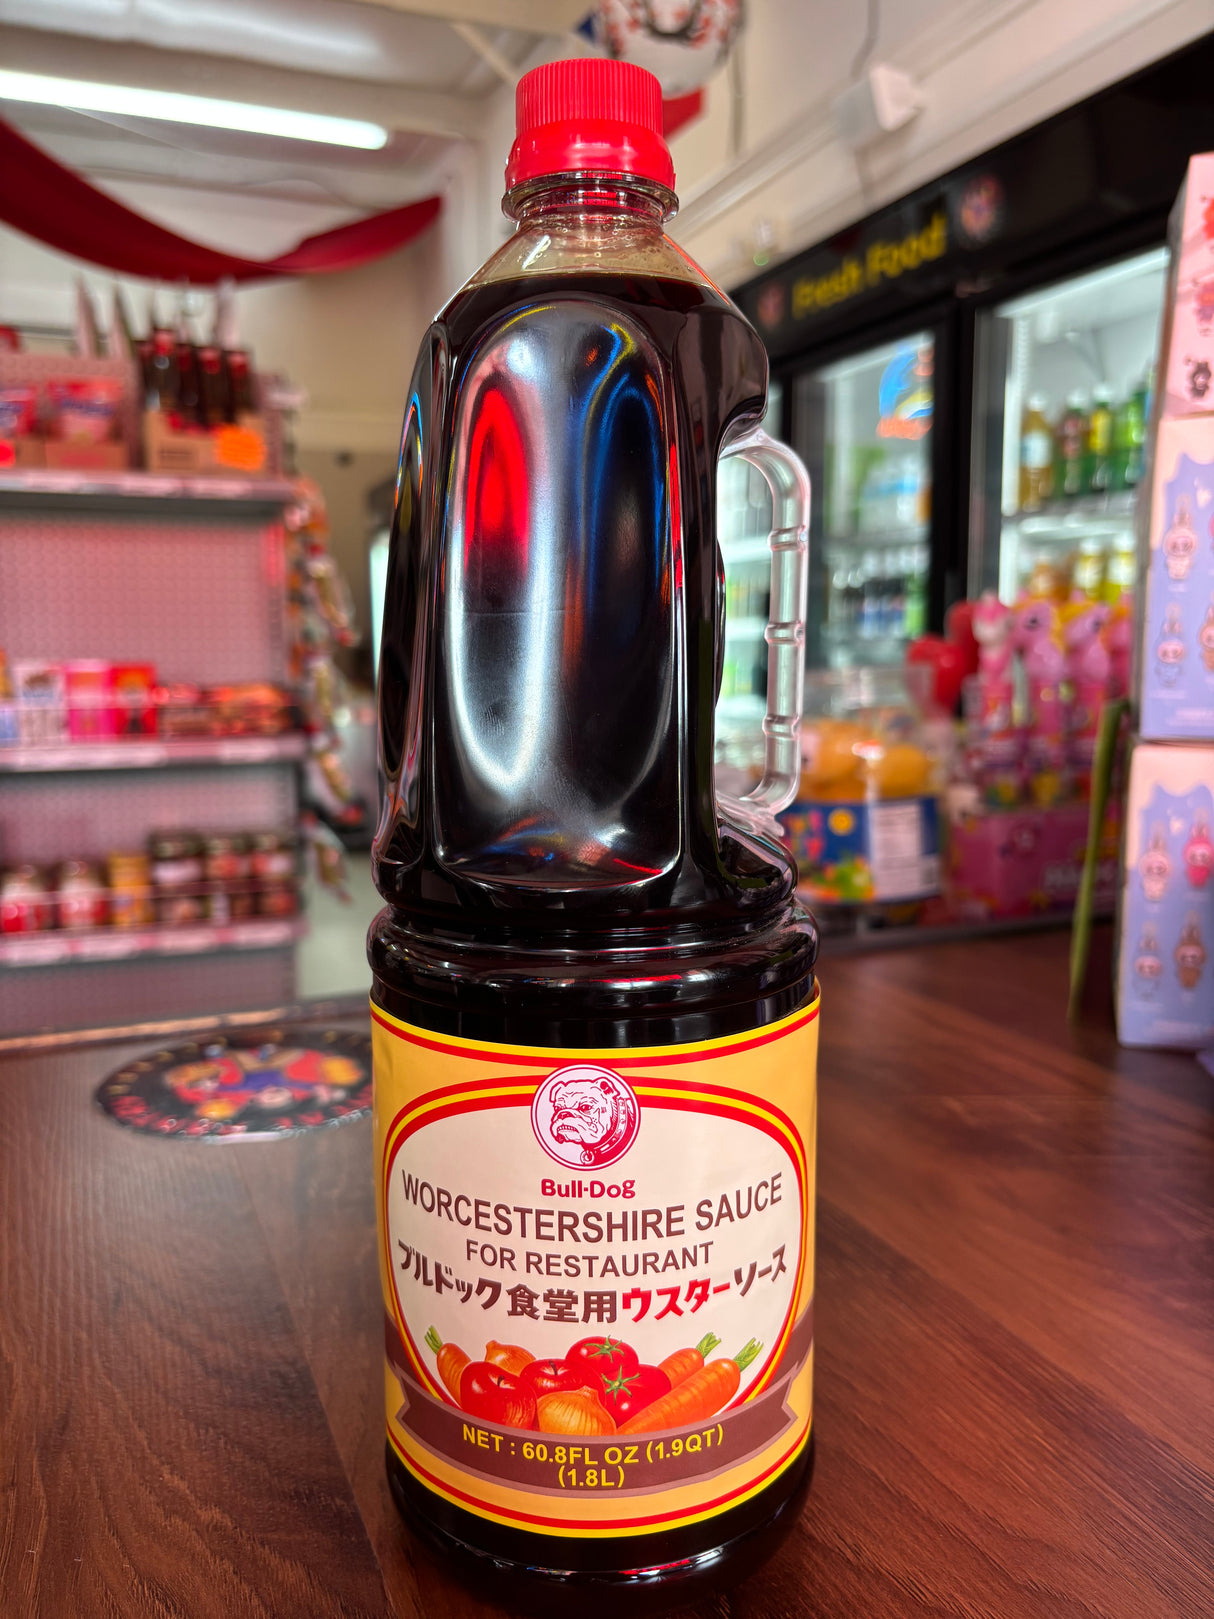 Fresh Food
Bull-Dog
WORCESTERSHIRE SAUCE
FOR RESTAURANT
ブルドック食堂用ウスターソース
NET : 60.8FL OZ (1.9QT)
(1.8L)